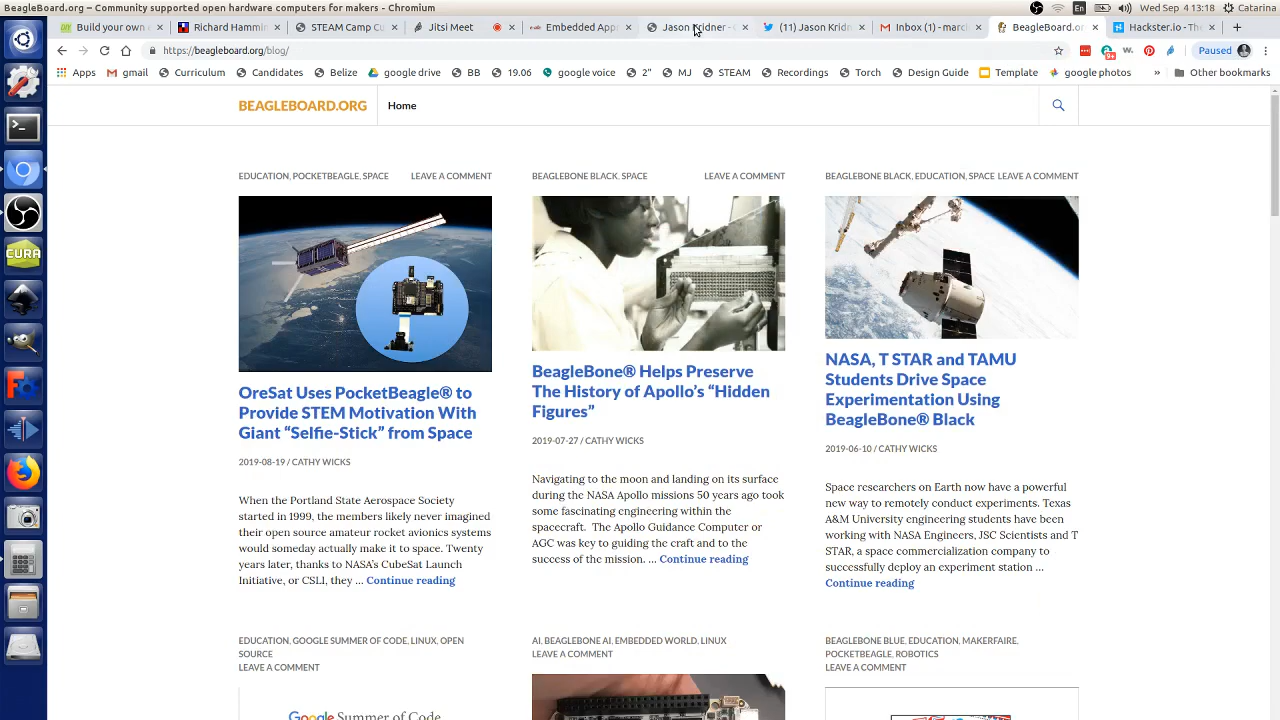 BeagleBoard.org - Community supported open hardware computers for makers - Chromium
En
Wed Sep 4 13:18
Catarina
Build your own e
Richard Hammin
STEAM Camp Co
Jitsi Meet
Embedded Appr
Jason Kridner -
(11) Jason Kridn
Inbox (11) - marc
BeagleBoard.or
Hackster.io - The
https://beagleboard.org/blog/
9+
W.
Paused
Apps
gmail
Curriculum
Candidates
Belize
google drive
BB
19.06
google voice
2"
MJ
STEAM
Recordings
Torch
Design Guide
Template
google photos
»
Other bookmarks
BEAGLEBOARD.ORG
Home
EDUCATION, POCKETBEAGLE, SPACE
LEAVE A COMMENT
OreSat Uses PocketBeagle® to
Provide STEM Motivation With
Giant “Selfie-Stick” from Space
2019-08-19 / CATHY WICKS
When the Portland State Aerospace Society
started in 1999, the members likely never imagined
their open source amateur rocket avionics systems
would someday actually make it to space. Twenty
years later, thanks to NASA’s CubeSat Launch
Initiative, or CSLI, they … Continue reading
BEAGLEBONE BLACK, SPACE
LEAVE A COMMENT
BeagleBone® Helps Preserve
The History of Apollo’s “Hidden
Figures”
2019-07-27 / CATHY WICKS
Navigating to the moon and landing on its surface
during the NASA Apollo missions 50 years ago took
some fascinating engineering within the
spacecraft. The Apollo Guidance Computer or
AGC was key to guiding the craft and to the
success of the mission. … Continue reading
BEAGLEBONE BLACK, EDUCATION, SPACE
LEAVE A COMMENT
NASA, T STAR and TAMU
Students Drive Space
Experimentation Using
BeagleBone® Black
2019-06-10 / CATHY WICKS
Space researchers on Earth now have a powerful
new way to remotely conduct experiments. Texas
A&M University engineering students have been
working with NASA Engineers, JSC Scientists and T
STAR, a space commercialization company to
successfully deploy an experiment station …
Continue reading
EDUCATION, GOOGLE SUMMER OF CODE, LINUX, OPEN
SOURCE
LEAVE A COMMENT
Google Summer of Code
AI, BEAGLEBONE AI, EMBEDDED WORLD, LINUX
LEAVE A COMMENT
BEAGLEBONE BLUE, EDUCATION, MAKERFAIRE,
POCKETBEAGLE, ROBOTICS
LEAVE A COMMENT
CURA